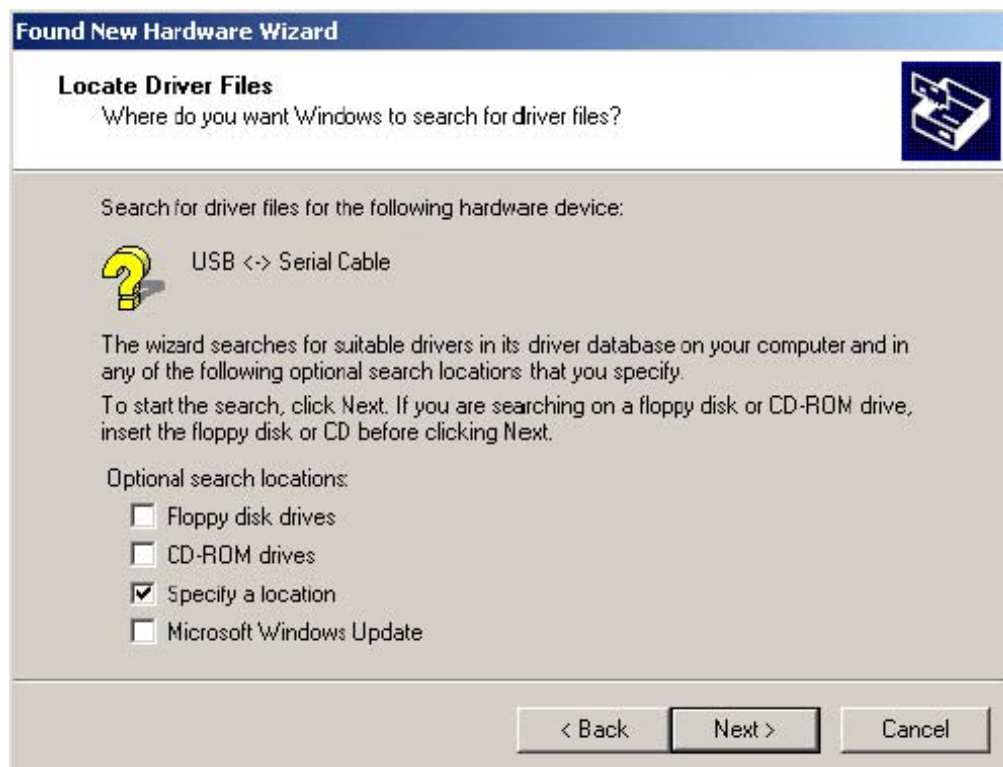 Found New Hardware Wizard
Locate Driver Files
Where do you want Windows to search for driver files?
Search for driver files for the following hardware device:
USB <-> Serial Cable
The wizard searches for suitable drivers in its driver database on your computer and in
any of the following optional search locations that you specify.
To start the search, click Next. If you are searching on a floppy disk or CD-ROM drive,
insert the floppy disk or CD before clicking Next.
Optional search locations:
Floppy disk drives
CD-ROM drives
Specify a location
Microsoft Windows Update
< Back Next > Cancel